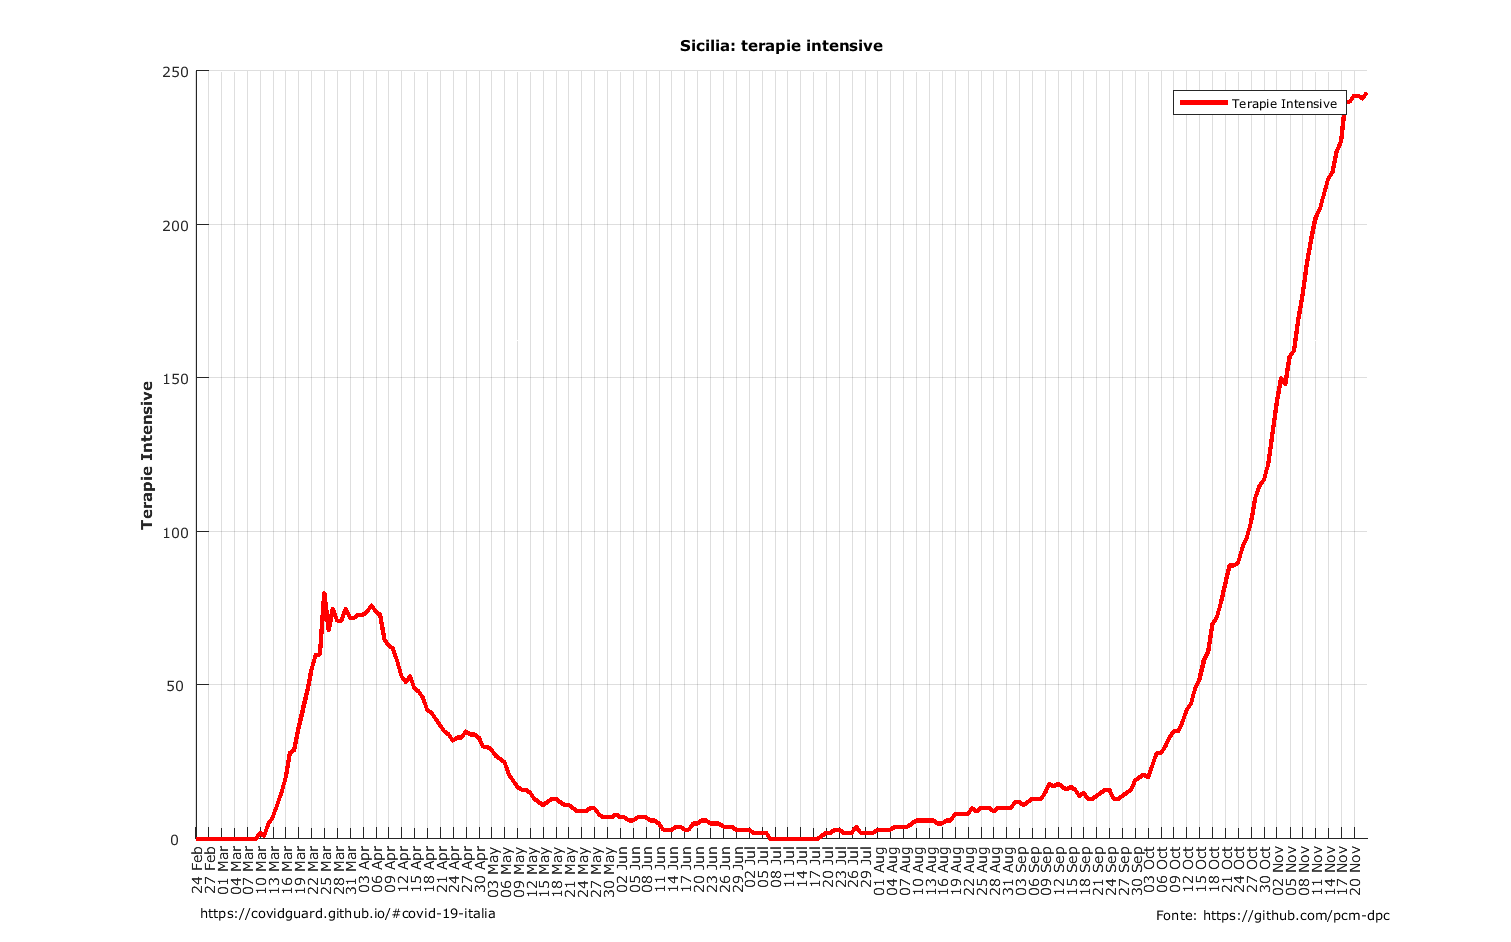 Sicilia: terapie intensive
Terapie Intensive
Terapie Intensive
250
200
150
100
50
0
24 Feb
27 Feb
01 Mar
04 Mar
07 Mar
10 Mar
13 Mar
16 Mar
19 Mar
22 Mar
25 Mar
28 Mar
31 Mar
03 Apr
06 Apr
09 Apr
12 Apr
15 Apr
18 Apr
21 Apr
24 Apr
27 Apr
30 Apr
03 May
06 May
09 May
12 May
15 May
18 May
21 May
24 May
27 May
30 May
02 Jun
05 Jun
08 Jun
11 Jun
14 Jun
17 Jun
20 Jun
23 Jun
26 Jun
29 Jun
02 Jul
05 Jul
08 Jul
11 Jul
14 Jul
17 Jul
20 Jul
23 Jul
26 Jul
29 Jul
01 Aug
04 Aug
07 Aug
10 Aug
13 Aug
16 Aug
19 Aug
22 Aug
25 Aug
28 Aug
31 Aug
03 Sep
06 Sep
09 Sep
12 Sep
15 Sep
18 Sep
21 Sep
24 Sep
27 Sep
30 Sep
03 Oct
06 Oct
09 Oct
12 Oct
15 Oct
18 Oct
21 Oct
24 Oct
27 Oct
30 Oct
02 Nov
05 Nov
08 Nov
11 Nov
14 Nov
17 Nov
20 Nov
https://covidguard.github.io/#covid-19-italia
Fonte: https://github.com/pcm-dpc